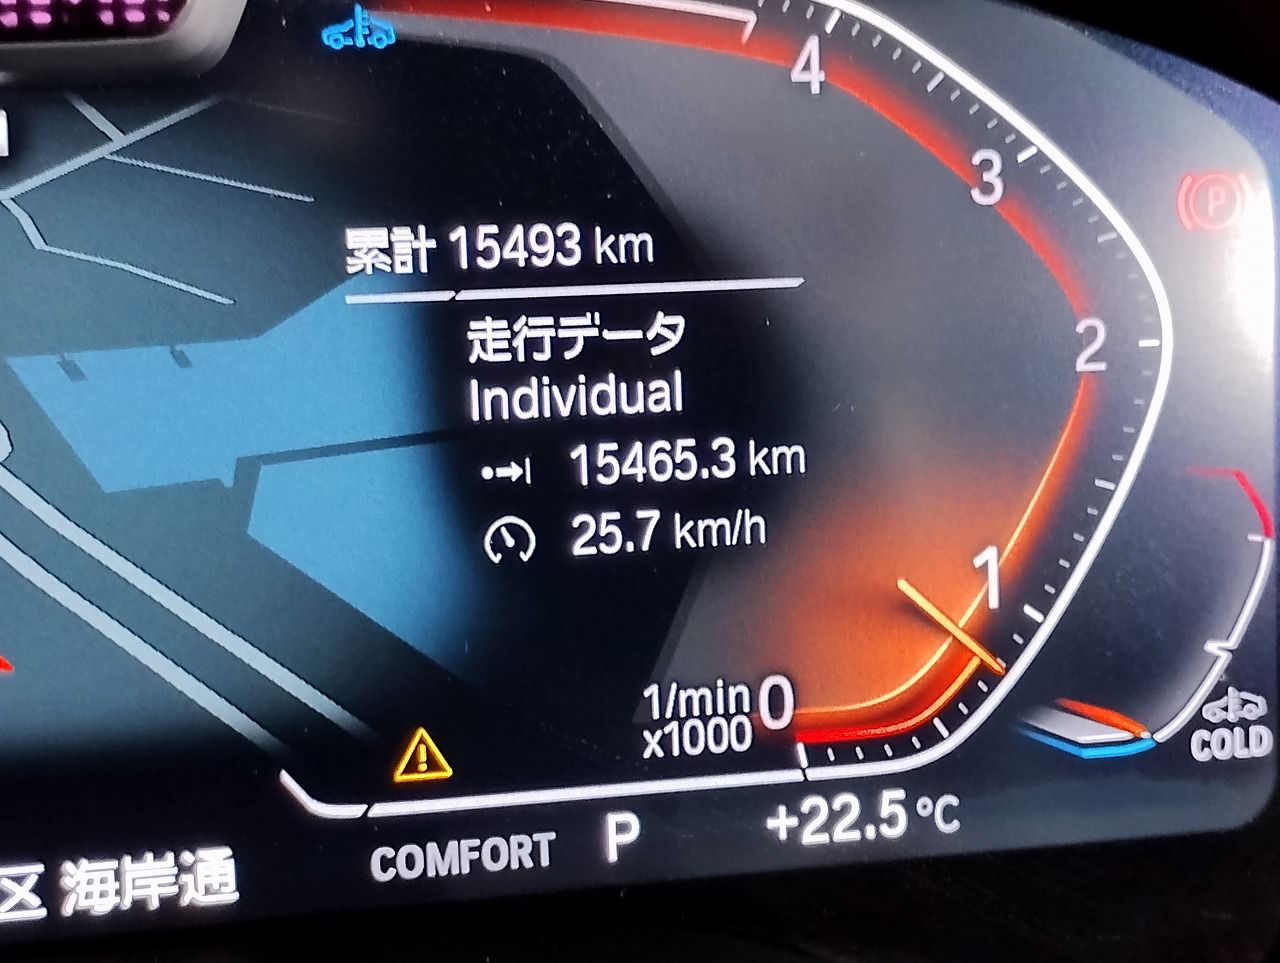 4
3
P
累計 15493 km
2
走行データ
Individual
15465.3 km
25.7 km/h
1
1/min
x1000
0
COLD
COMFORT P +22.5 °C
区 海岸通